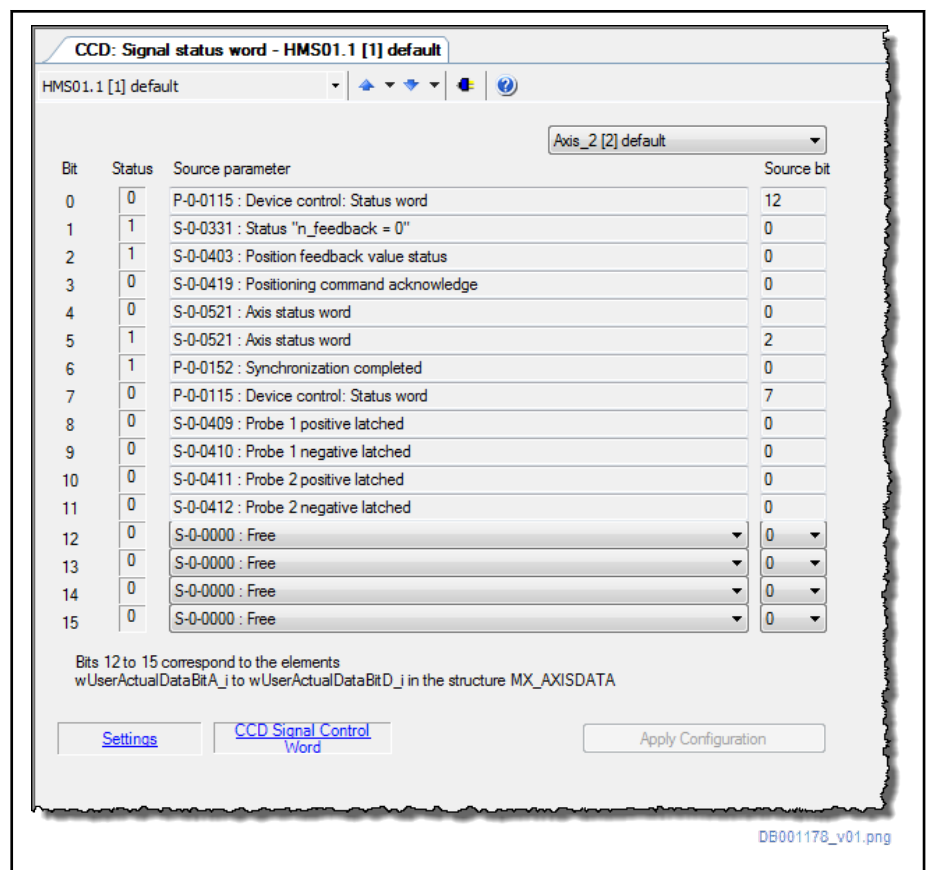 CCD: Signal status word - HMS01.1 [1] default
HMS01.1 [1] default
Axis_2 [2] default
Bit Status Source parameter Source bit
0 0 P-0-0115 : Device control: Status word 12
1 1 S-0-0331 : Status "n_feedback = 0" 0
2 1 S-0-0403 : Position feedback value status 0
3 0 S-0-0419 : Positioning command acknowledge 0
4 0 S-0-0521 : Axis status word 0
5 1 S-0-0521 : Axis status word 2
6 1 P-0-0152 : Synchronization completed 0
7 0 P-0-0115 : Device control: Status word 7
8 0 S-0-0409 : Probe 1 positive latched 0
9 0 S-0-0410 : Probe 1 negative latched 0
10 0 S-0-0411 : Probe 2 positive latched 0
11 0 S-0-0412 : Probe 2 negative latched 0
12 0 S-0-0000 : Free 0
13 0 S-0-0000 : Free 0
14 0 S-0-0000 : Free 0
15 0 S-0-0000 : Free 0
Bits 12 to 15 correspond to the elements
wUserActualDataBitA_i to wUserActualDataBitD_i in the structure MX_AXISDATA
Settings
CCD Signal Control
Word
Apply Configuration
DB001178_v01.png